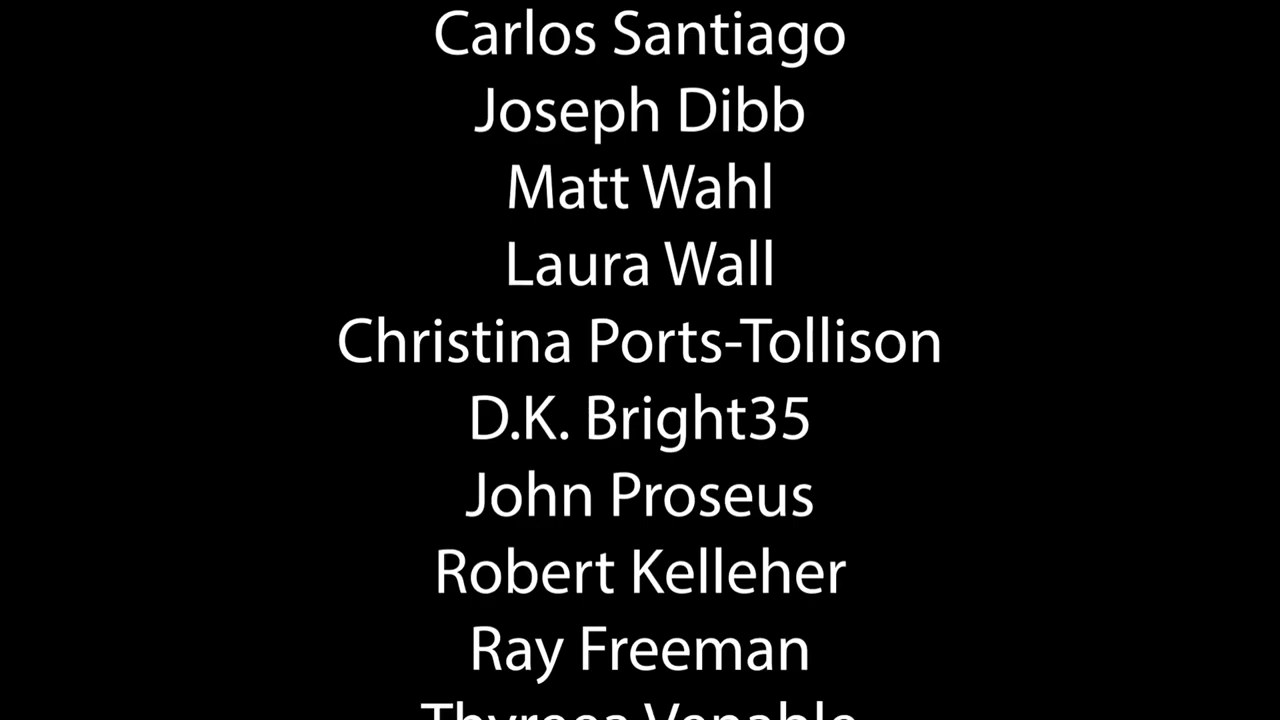 Carlos Santiago
Joseph Dibb
Matt Wahl
Laura Wall
Christina Ports-Tollison
D.K. Bright35
John Proseus
Robert Kelleher
Ray Freeman